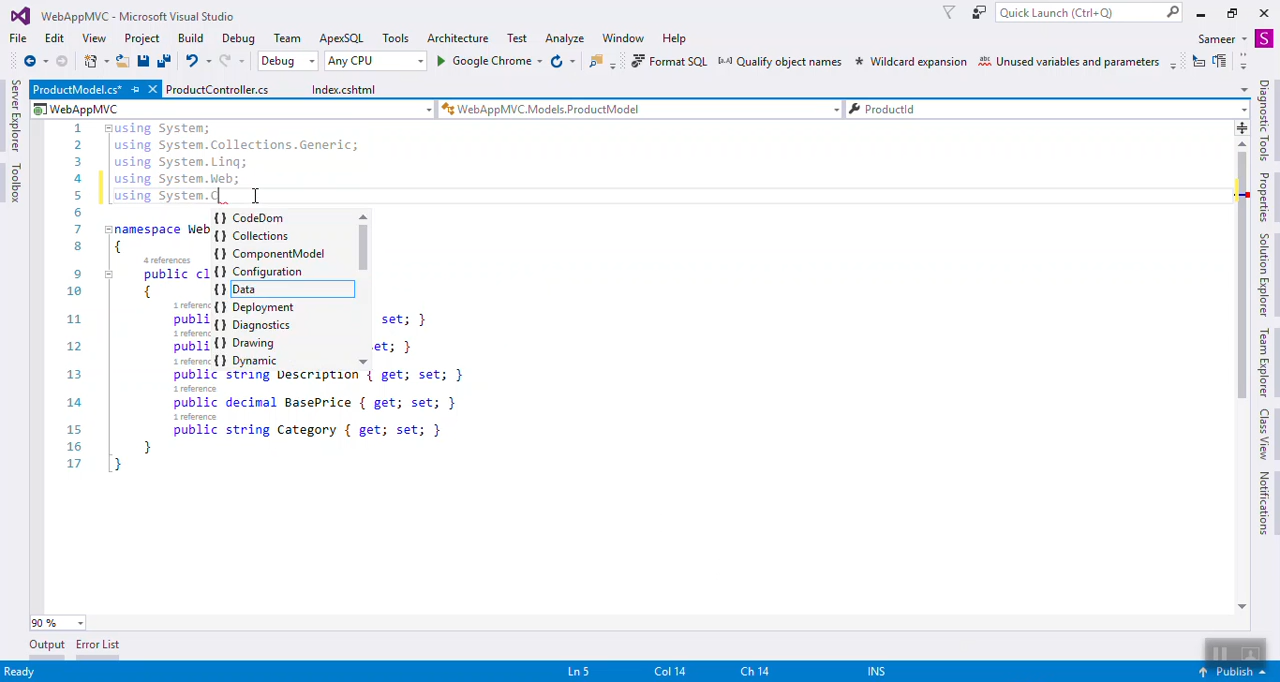 WebAppMVC - Microsoft Visual Studio
Quick Launch (Ctrl+Q)
File Edit View Project Build Debug Team ApexSQL Tools Architecture Test Analyze Window Help
Sameer S
Debug Any CPU Google Chrome Format SQL Qualify object names Wildcard expansion Unused variables and parameters
ProductModel.cs* ProductController.cs Index.cshtml
WebAppMVC WebAppMVC.Models.ProductModel ProductId
Server Explorer
Toolbox
1 using System;
2 using System.Collections.Generic;
3 using System.Linq;
4 using System.Web;
5 using System.C
6
CodeDom
7 namespace Web
Collections
8 {
ComponentModel
4 references
9 public cl
Configuration
10 {
Data
1 referenc
Deployment
11 publi set; }
Diagnostics
1 referenc
12 publi et; }
Drawing
1 referenc
Dynamic
13 public string Description { get; set; }
1 reference
14 public decimal BasePrice { get; set; }
1 reference
15 public string Category { get; set; }
16 }
17 }
Diagnostic Tools
Properties
Solution Explorer
Team Explorer
Class View
Notifications
90 %
Output Error List
Ready Ln 5 Col 14 Ch 14 INS Publish